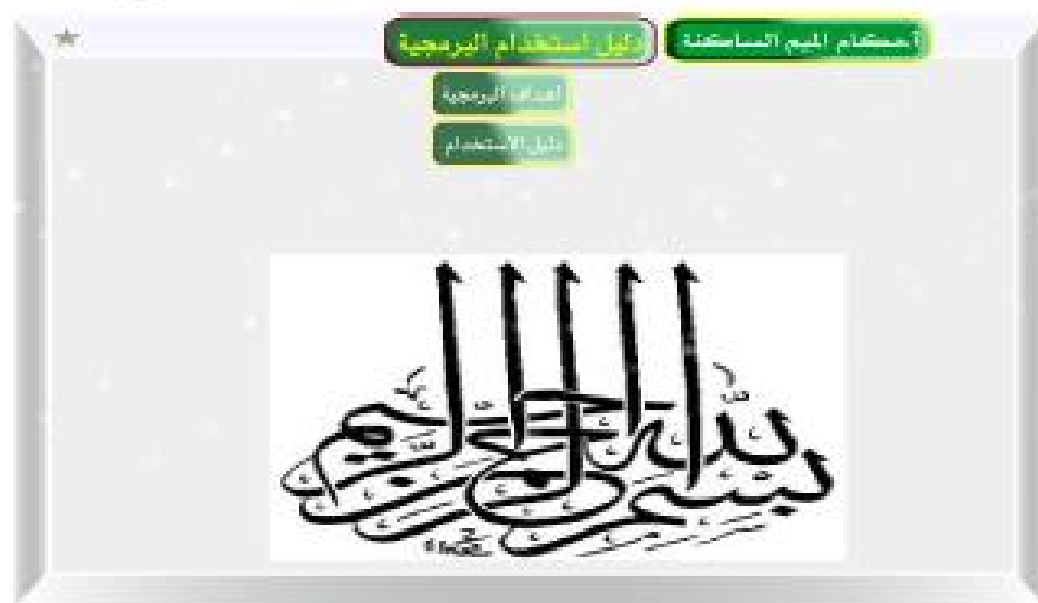 أحكام الميم الساكنة
دليل استخدام البرمجية
أهداف البرمجية
دليل الاستخدام
بسم الله الرحمن الرحيم